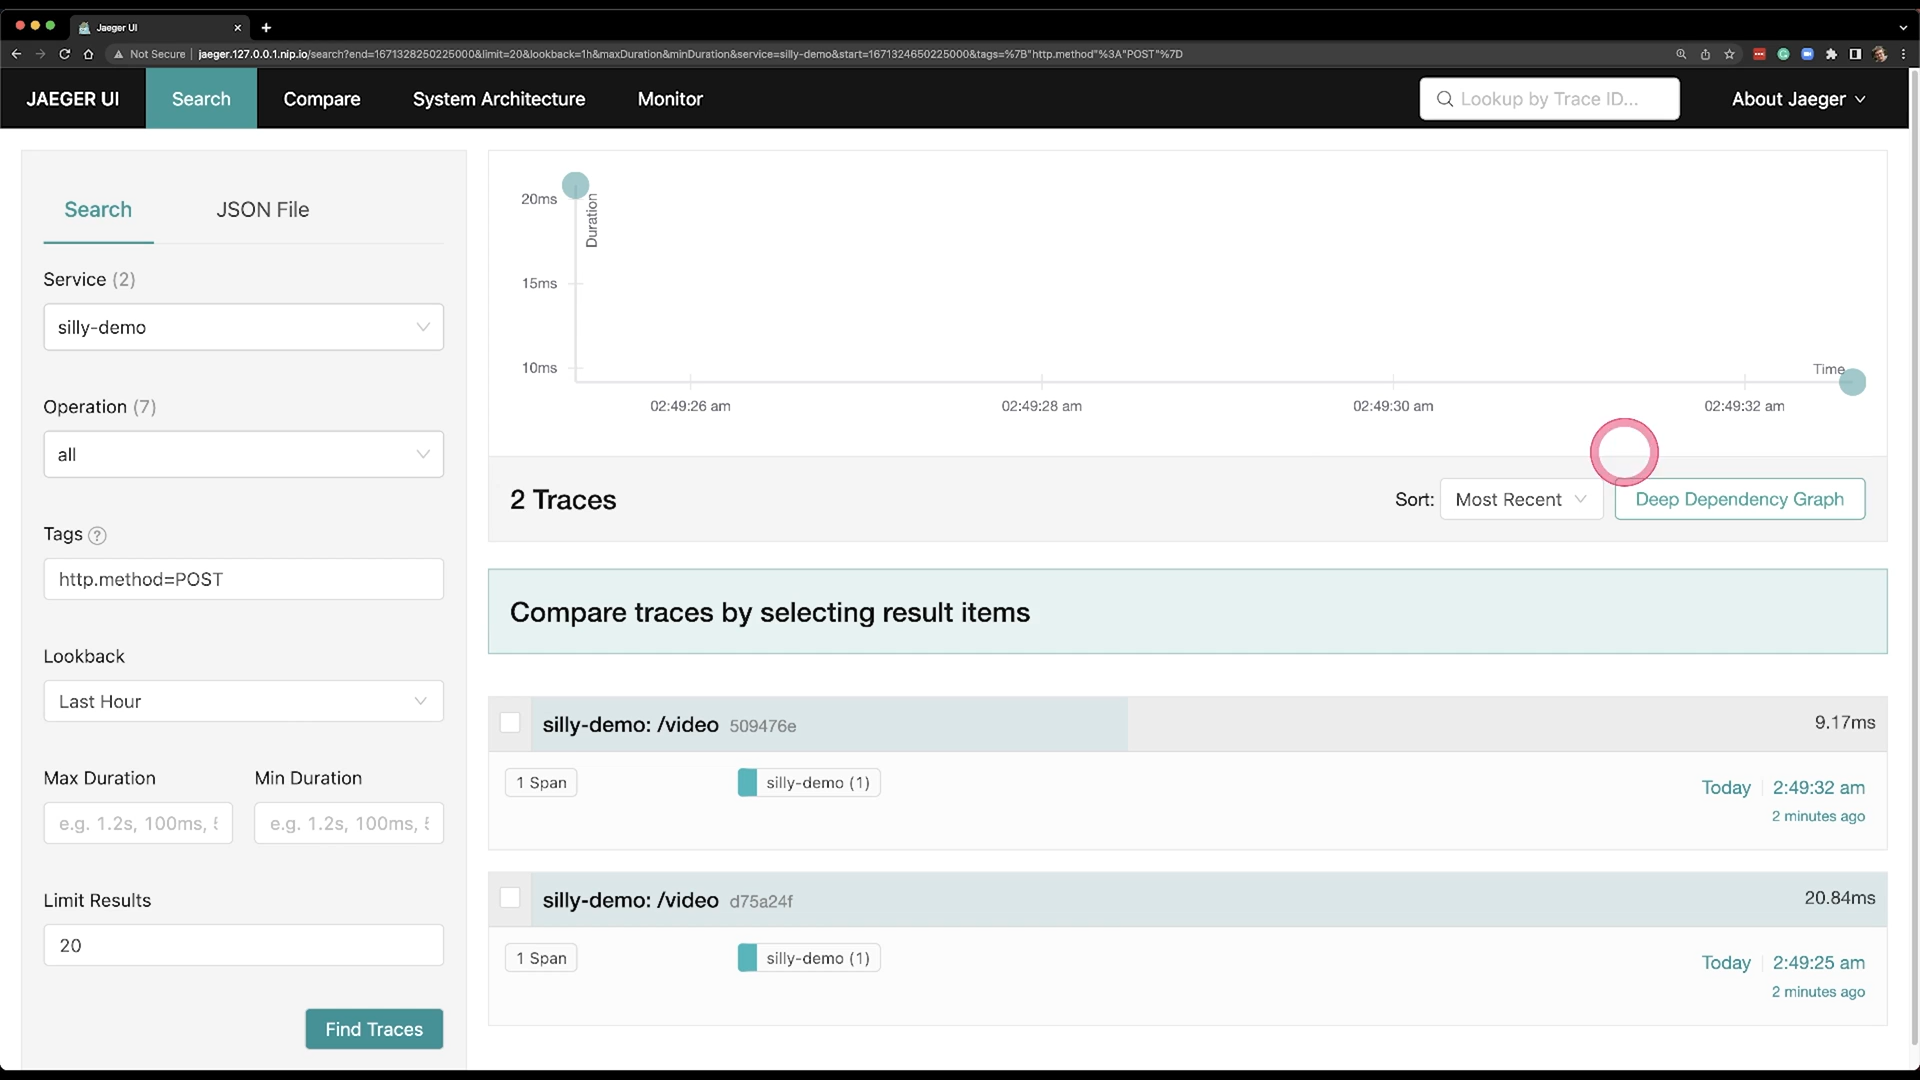 Jaeger UI
Not Secure | jaeger.127.0.0.1.nip.io/search?end=1671328250225000&limit=20&lookback=1h&maxDuration&minDuration&service=silly-demo&start=1671324650225000&tags=%7B"http.method"%3A"POST"%7D
JAEGER UI Search Compare System Architecture Monitor Lookup by Trace ID... About Jaeger
Search JSON File
Service (2)
silly-demo
Operation (7)
all
Tags ?
http.method=POST
Lookback
Last Hour
Max Duration Min Duration
e.g. 1.2s, 100ms, e.g. 1.2s, 100ms,
Limit Results
20
Find Traces
20ms
15ms
10ms
Duration
Time
02:49:26 am 02:49:28 am 02:49:30 am 02:49:32 am
2 Traces Sort: Most Recent Deep Dependency Graph
Compare traces by selecting result items
silly-demo: /video 509476e 9.17ms
1 Span silly-demo (1) Today 2:49:32 am
2 minutes ago
silly-demo: /video d75a24f 20.84ms
1 Span silly-demo (1) Today 2:49:25 am
2 minutes ago